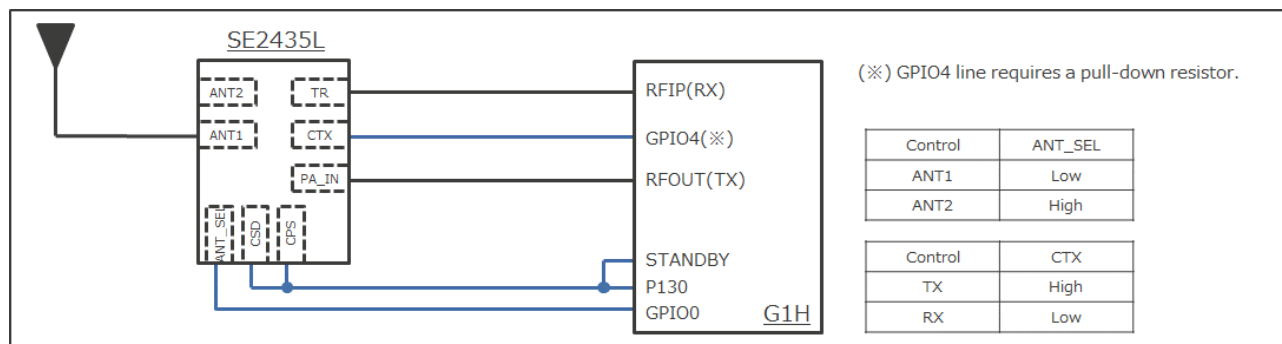 SE2435L
ANT2
TR
ANT1
CTX
PA_IN
ANT_SEL
CSD
CPS
RFIP(RX)
GPIO4(※)
RFOUT(TX)
STANDBY
P130
GPIO0
G1H
(※) GPIO4 line requires a pull-down resistor.
Control ANT_SEL
ANT1 Low
ANT2 High
Control CTX
TX High
RX Low